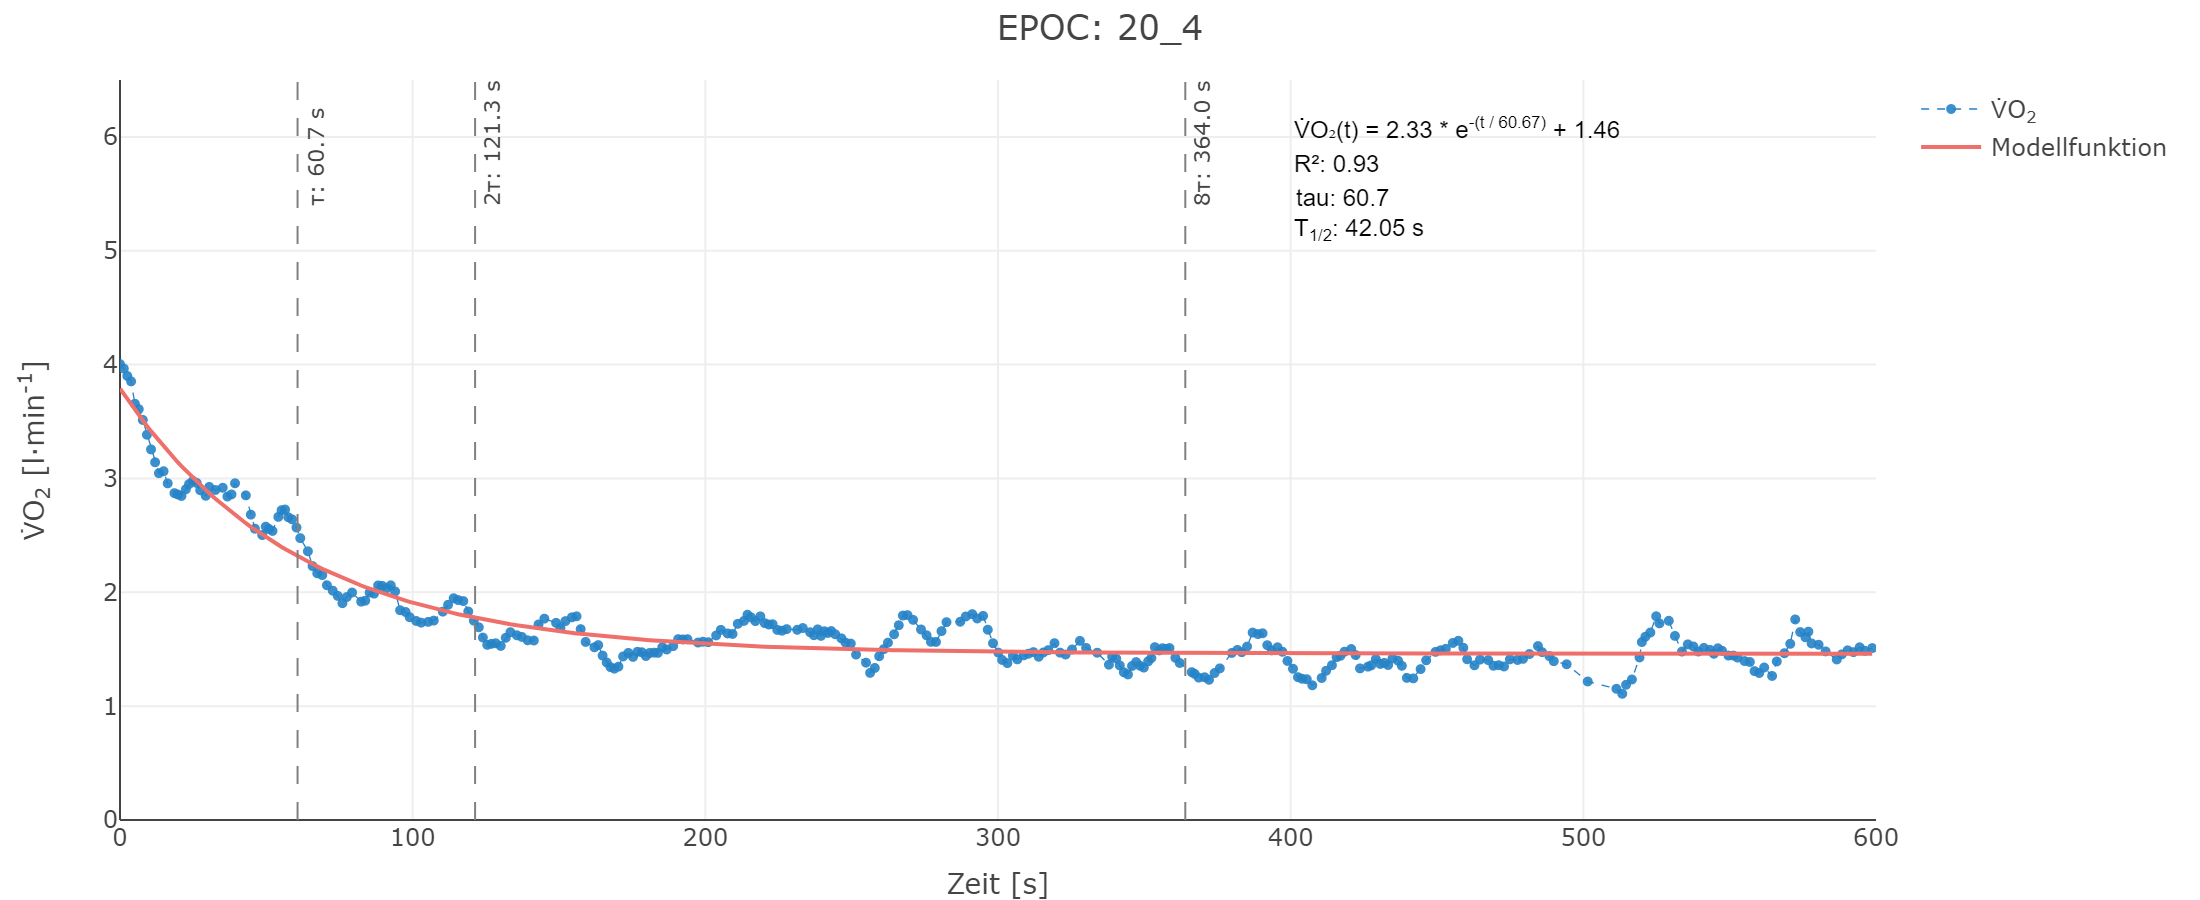 EPOC: 20_4
τ: 60.7 s
2τ: 121.3 s
8τ: 364.0 s
V̇O₂(t) = 2.33 * e-(t / 60.67) + 1.46
R²: 0.93
tau: 60.7
T1/2: 42.05 s
V̇O2
Modellfunktion
V̇O2 [l·min-1]
6
5
4
3
2
1
0
0 100 200 300 400 500 600
Zeit [s]